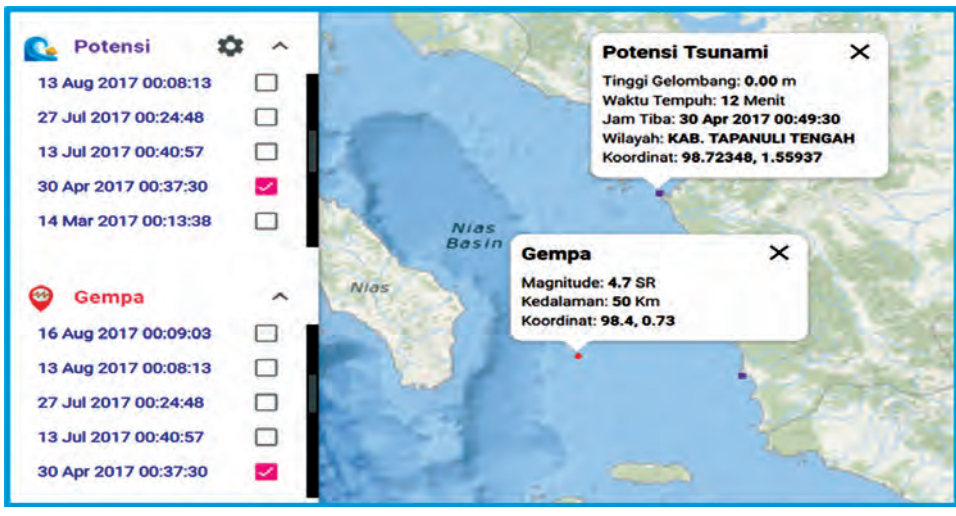 Potensi
13 Aug 2017 00:08:13
27 Jul 2017 00:24:48
13 Jul 2017 00:40:57
30 Apr 2017 00:37:30
14 Mar 2017 00:13:38
Gempa
16 Aug 2017 00:09:03
13 Aug 2017 00:08:13
27 Jul 2017 00:24:48
13 Jul 2017 00:40:57
30 Apr 2017 00:37:30
Potensi Tsunami
Tinggi Gelombang: 0.00 m
Waktu Tempuh: 12 Menit
Jam Tiba: 30 Apr 2017 00:49:30
Wilayah: KAB. TAPANULI TENGAH
Koordinat: 98.72348, 1.55937
Nias
Basin
Nias
Gempa
Magnitude: 4.7 SR
Kedalaman: 50 Km
Koordinat: 98.4, 0.73